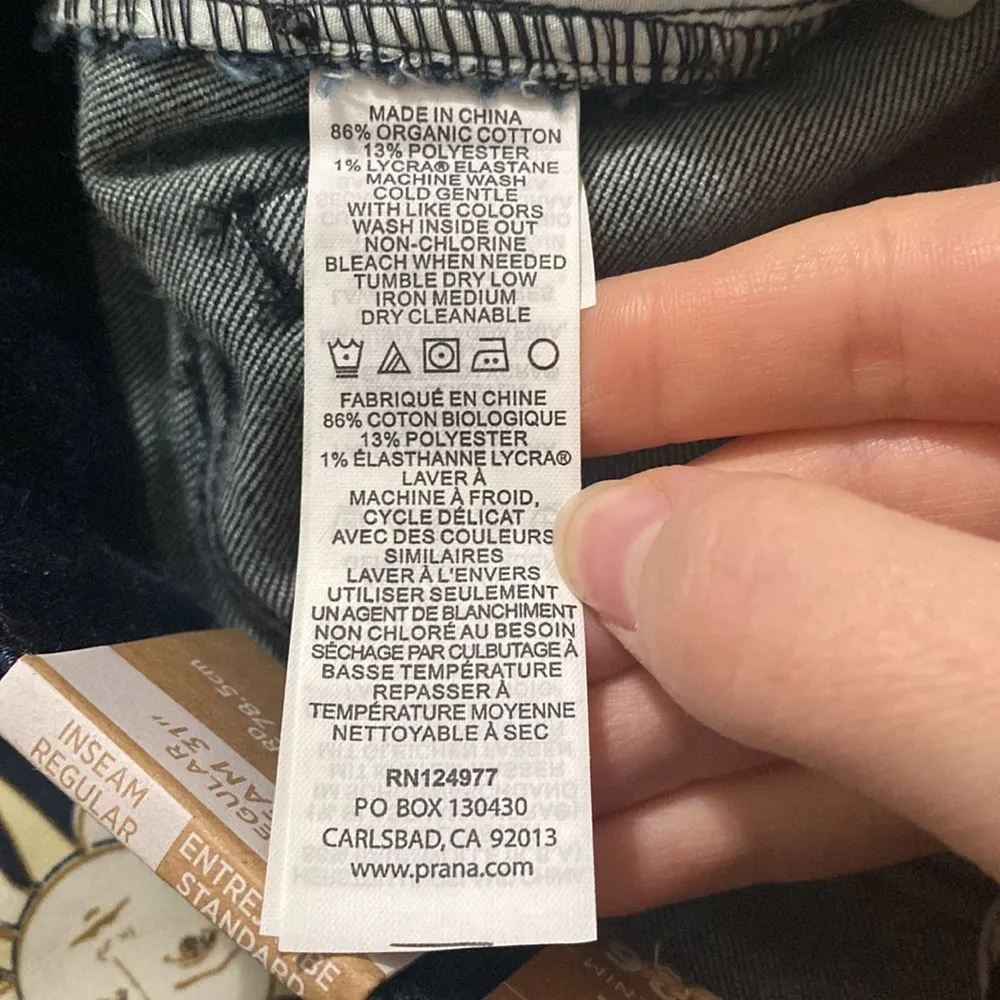 MADE IN CHINA
86% ORGANIC COTTON
13% POLYESTER
1% LYCRA® ELASTANE
MACHINE WASH
COLD GENTLE
WITH LIKE COLORS
WASH INSIDE OUT
NON-CHLORINE
BLEACH WHEN NEEDED
TUMBLE DRY LOW
IRON MEDIUM
DRY CLEANABLE
FABRIQUÉ EN CHINE
86% COTON BIOLOGIQUE
13% POLYESTER
1% ÉLASTHANNE LYCRA®
LAVER À
MACHINE À FROID,
CYCLE DÉLICAT
AVEC DES COULEURS
SIMILAIRES
LAVER À L'ENVERS
UTILISER SEULEMENT
UN AGENT DE BLANCHIMENT
NON CHLORÉ AU BESOIN
SÉCHAGE PAR CULBUTAGE À
BASSE TEMPÉRATURE
REPASSER À
TEMPÉRATURE MOYENNE
NETTOYABLE À SEC
RN124977
PO BOX 130430
CARLSBAD, CA 92013
www.prana.com
INSEAM
REGULAR
31"
78.5cm
STANDARD